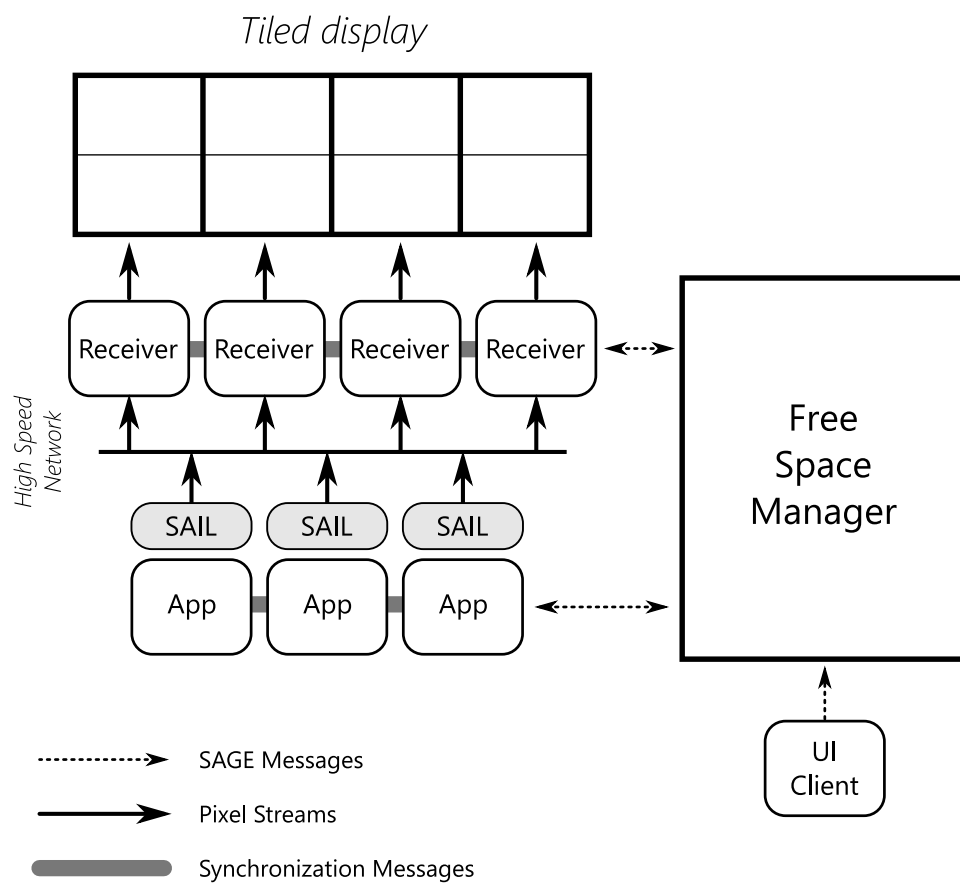 Tiled display
Receiver
Receiver
Receiver
Receiver
High Speed
Network
Free
Space
Manager
SAIL
SAIL
SAIL
App
App
App
UI
Client
SAGE Messages
Pixel Streams
Synchronization Messages